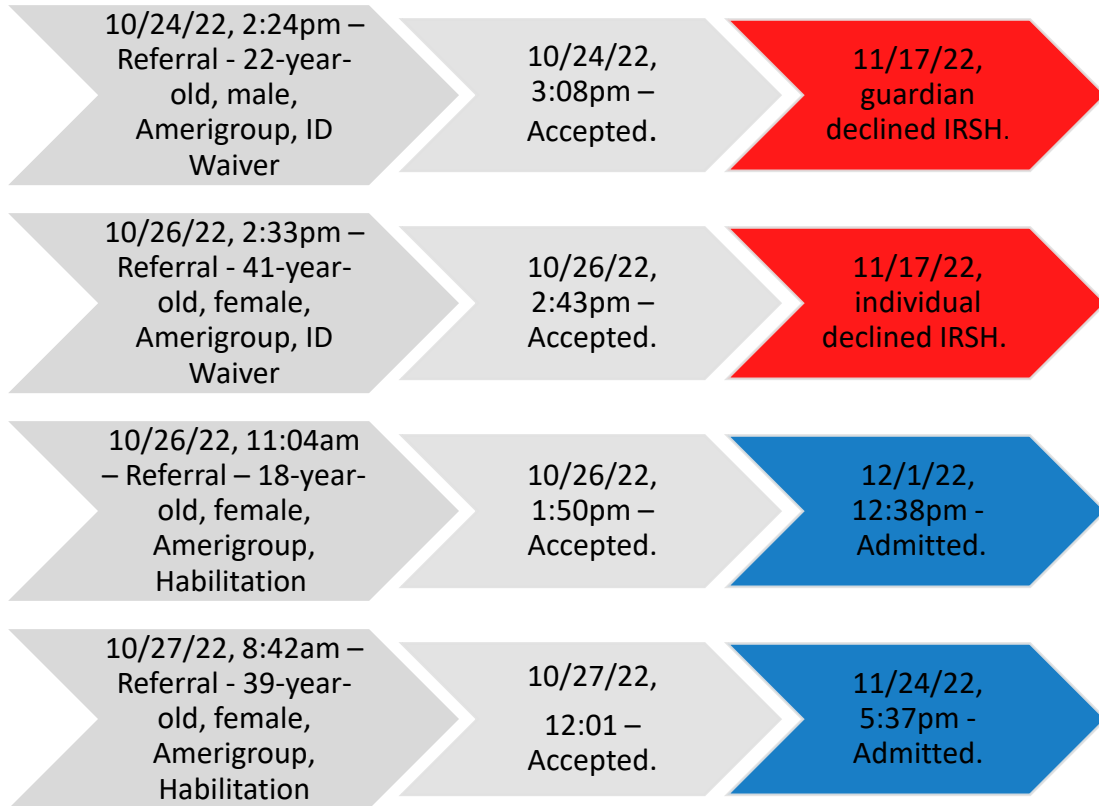 10/24/22, 2:24pm –
Referral - 22-year-
old, male,
Amerigroup, ID
Waiver
10/24/22,
3:08pm –
Accepted.
11/17/22,
guardian
declined IRSH.
10/26/22, 2:33pm –
Referral - 41-year-
old, female,
Amerigroup, ID
Waiver
10/26/22,
2:43pm –
Accepted.
11/17/22,
individual
declined IRSH.
10/26/22, 11:04am
– Referral – 18-year-
old, female,
Amerigroup,
Habilitation
10/26/22,
1:50pm –
Accepted.
12/1/22,
12:38pm -
Admitted.
10/27/22, 8:42am –
Referral - 39-year-
old, female,
Amerigroup,
Habilitation
10/27/22,
12:01 –
Accepted.
11/24/22,
5:37pm -
Admitted.